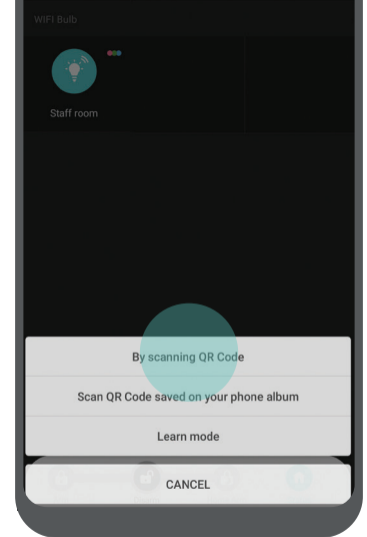 WIFI Bulb
Staff room
By scanning QR Code
Scan QR Code saved on your phone album
Learn mode
CANCEL